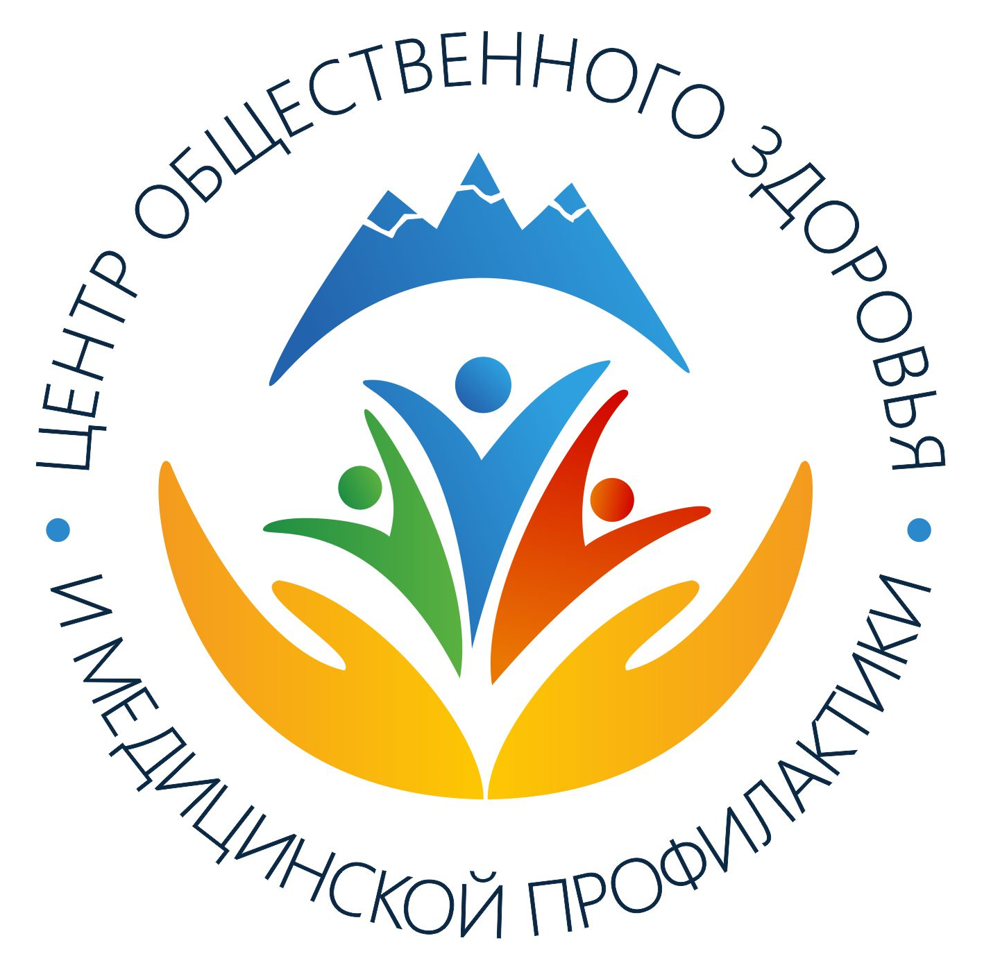 ЦЕНТР ОБЩЕСТВЕННОГО ЗДОРОВЬЯ
И МЕДИЦИНСКОЙ ПРОФИЛАКТИКИ